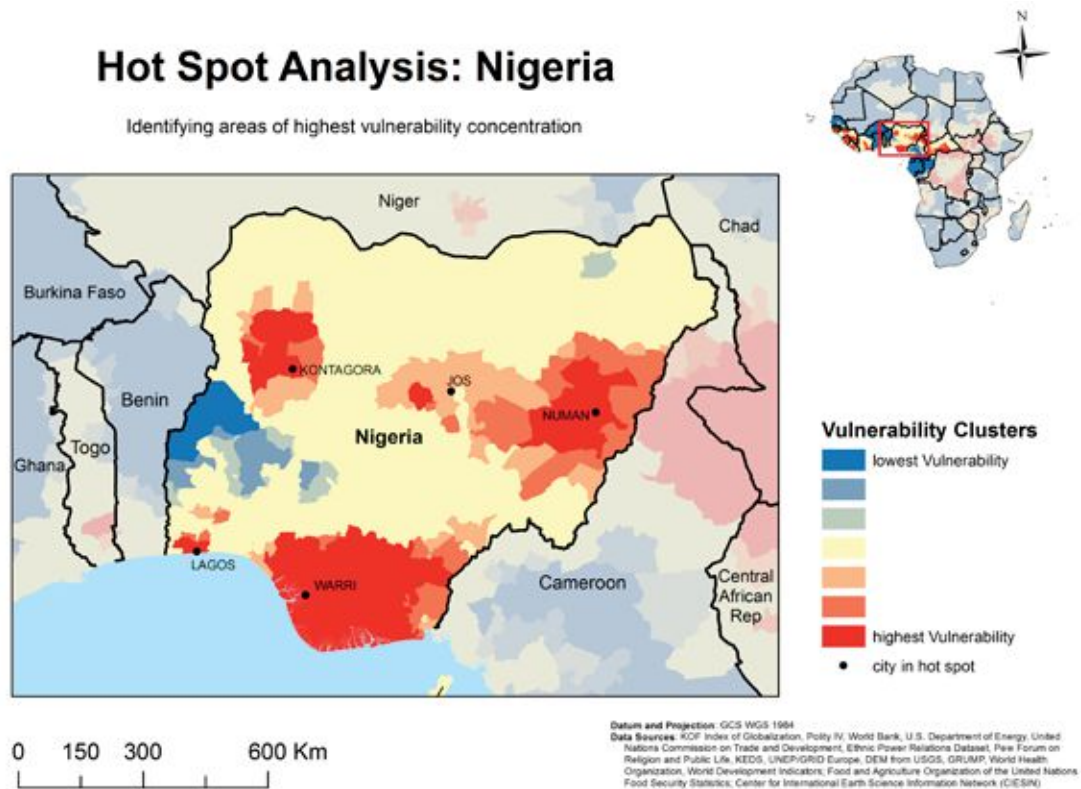 N
Hot Spot Analysis: Nigeria
Identifying areas of highest vulnerability concentration
Niger
Chad
Burkina Faso
KONTAGORA
JOS
Benin
NUMAN
Nigeria
Togo
Ghana
LAGOS
WARRI
Cameroon
Central
African
Rep
Vulnerability Clusters
lowest Vulnerability
highest Vulnerability
city in hot spot
0 150 300 600 Km
Datum and Projection: GCS WGS 1984
Data Sources: KOF Index of Globalization, Polity IV, World Bank, U.S. Department of Energy, United
Nations Commission on Trade and Development, Ethnic Power Relations Dataset, Pew Forum on
Religion and Public Life, KEDS, UNEP/GRID Europe, DEM from USGS, GRUMP, World Health
Organization, World Development Indicators; Food and Agriculture Organization of the United Nations
Food Security Statistics; Center for International Earth Science Information Network (CIESIN)